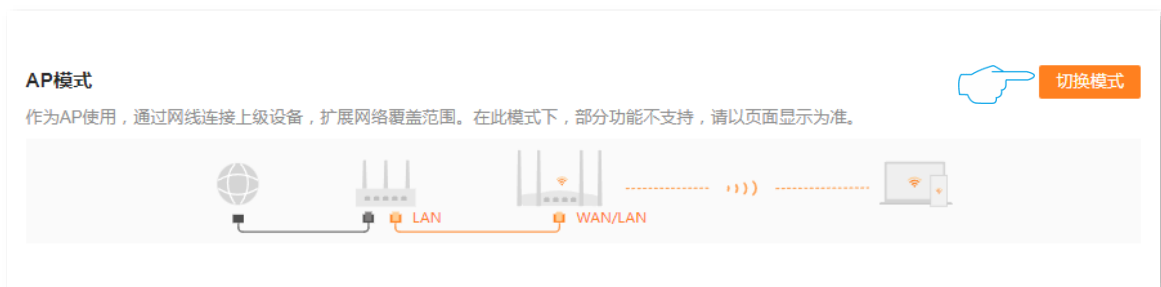 AP模式
切换模式
作为AP使用，通过网线连接上级设备，扩展网络覆盖范围。在此模式下，部分功能不支持，请以页面显示为准。
LAN
WAN/LAN